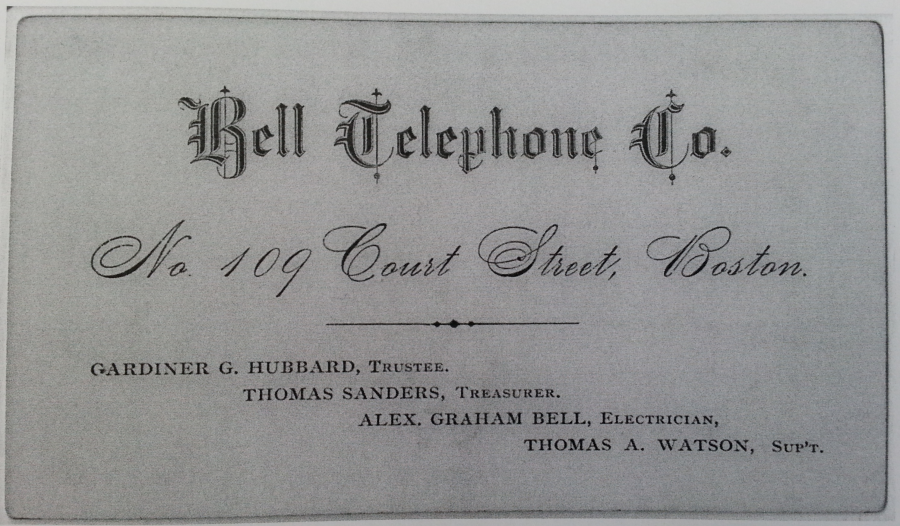 Bell Telephone Co.
No. 109 Court Street, Boston.
GARDINER G. HUBBARD, TRUSTEE.
THOMAS SANDERS, TREASURER.
ALEX. GRAHAM BELL, ELECTRICIAN,
THOMAS A. WATSON, SUP'T.